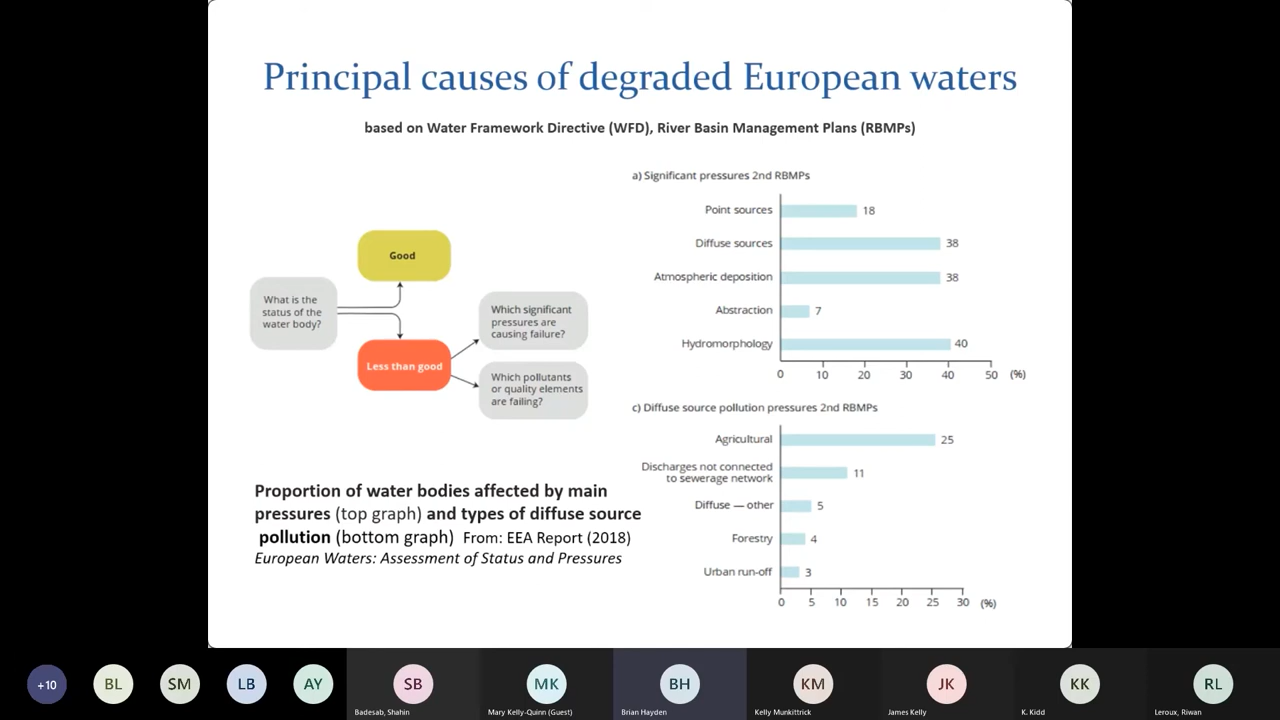 Principal causes of degraded European waters
based on Water Framework Directive (WFD), River Basin Management Plans (RBMPs)
Good
What is the
status of the
water body?
Less than good
Which significant
pressures are
causing failure?
Which pollutants
or quality elements
are failing?
Proportion of water bodies affected by main
pressures (top graph) and types of diffuse source
pollution (bottom graph) From: EEA Report (2018)
European Waters: Assessment of Status and Pressures
a) Significant pressures 2nd RBMPs
Point sources 18
Diffuse sources 38
Atmospheric deposition 38
Abstraction 7
Hydromorphology 40
0 10 20 30 40 50 (%)
c) Diffuse source pollution pressures 2nd RBMPs
Agricultural 25
Discharges not connected
to sewerage network 11
Diffuse — other 5
Forestry 4
Urban run-off 3
0 5 10 15 20 25 30 (%)
+10 BL SM LB AY SB MK BH KM JK KK RL
Badesab, Shahin Mary Kelly-Quinn (Guest) Brian Hayden Kelly Munkittrick James Kelly K. Kidd Leroux, Riwan